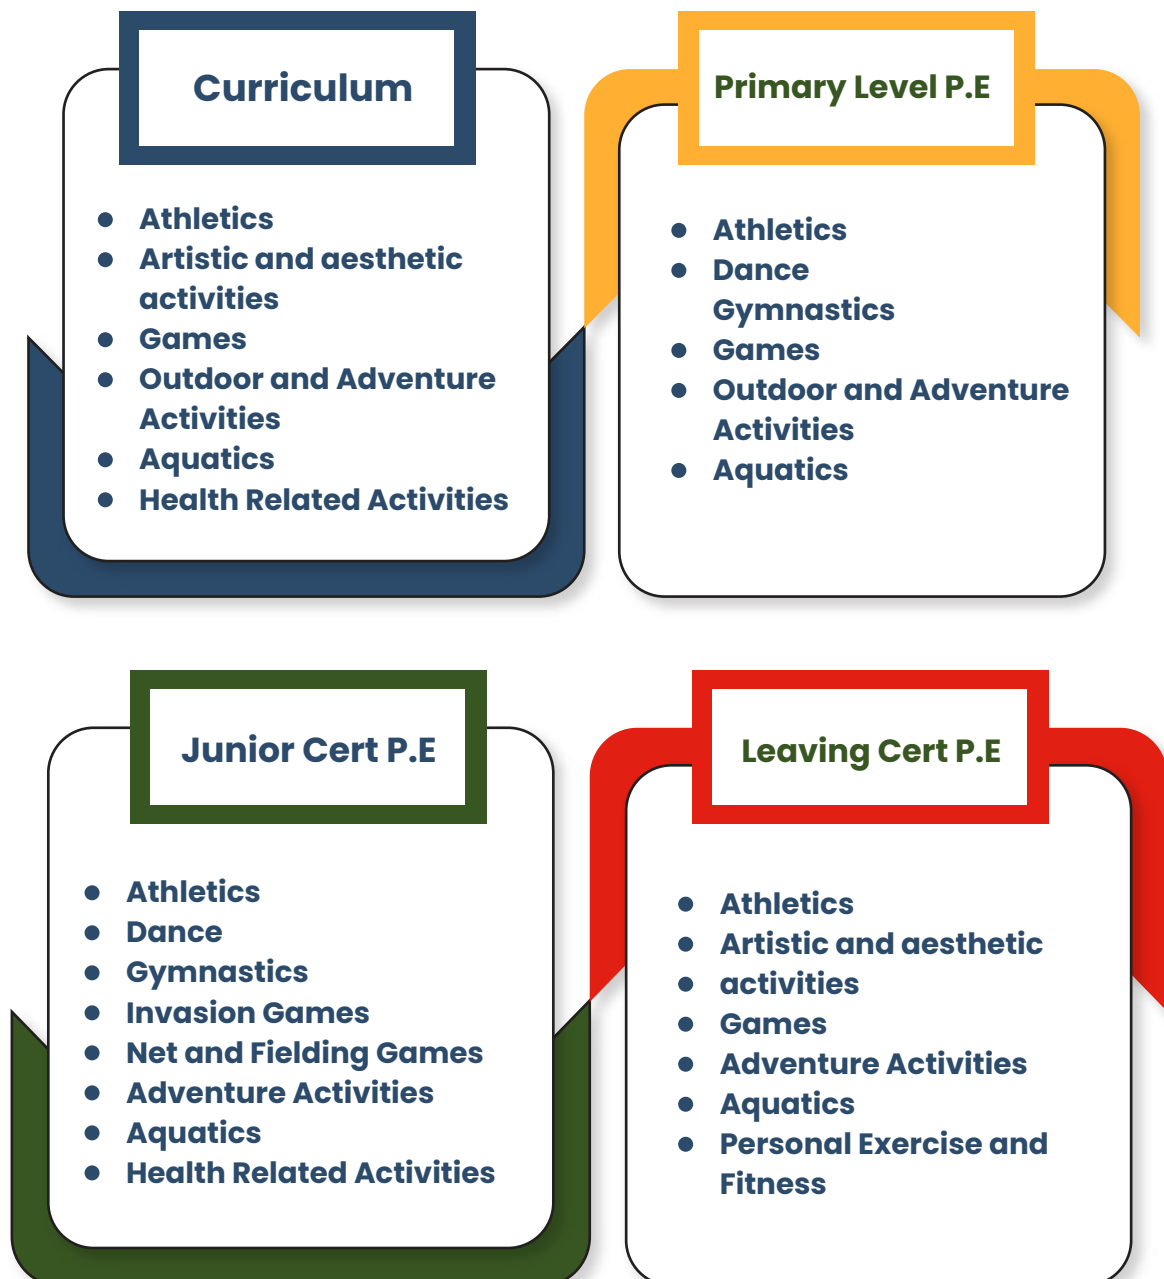 Curriculum
● Athletics
● Artistic and aesthetic
activities
● Games
● Outdoor and Adventure
Activities
● Aquatics
● Health Related Activities
Primary Level P.E
● Athletics
● Dance
Gymnastics
● Games
● Outdoor and Adventure
Activities
● Aquatics
Junior Cert P.E
● Athletics
● Dance
● Gymnastics
● Invasion Games
● Net and Fielding Games
● Adventure Activities
● Aquatics
● Health Related Activities
Leaving Cert P.E
● Athletics
● Artistic and aesthetic
● activities
● Games
● Adventure Activities
● Aquatics
● Personal Exercise and
Fitness